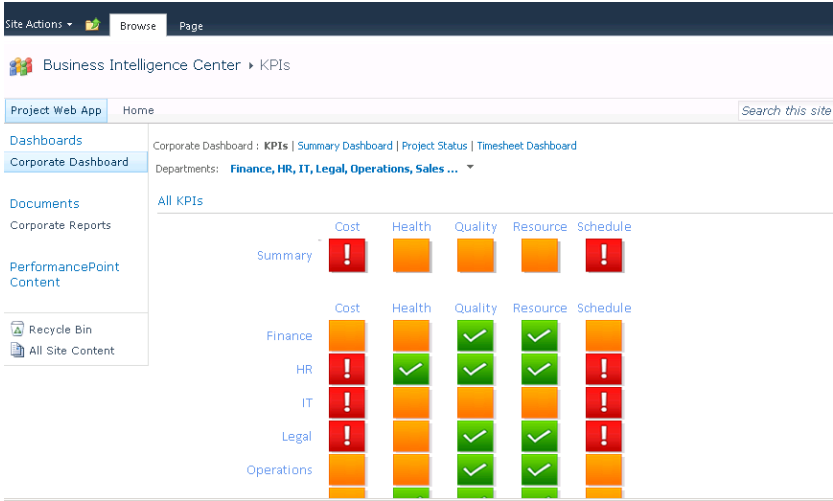 Site Actions
Browse
Page
Business Intelligence Center ▸ KPIs
Project Web App
Home
Search this site
Dashboards
Corporate Dashboard
Documents
Corporate Reports
PerformancePoint
Content
Recycle Bin
All Site Content
Corporate Dashboard : KPIs | Summary Dashboard | Project Status | Timesheet Dashboard
Departments: Finance, HR, IT, Legal, Operations, Sales ...
All KPIs
Cost Health Quality Resource Schedule
Summary ! !
Cost Health Quality Resource Schedule
Finance
HR ! !
IT ! !
Legal ! !
Operations